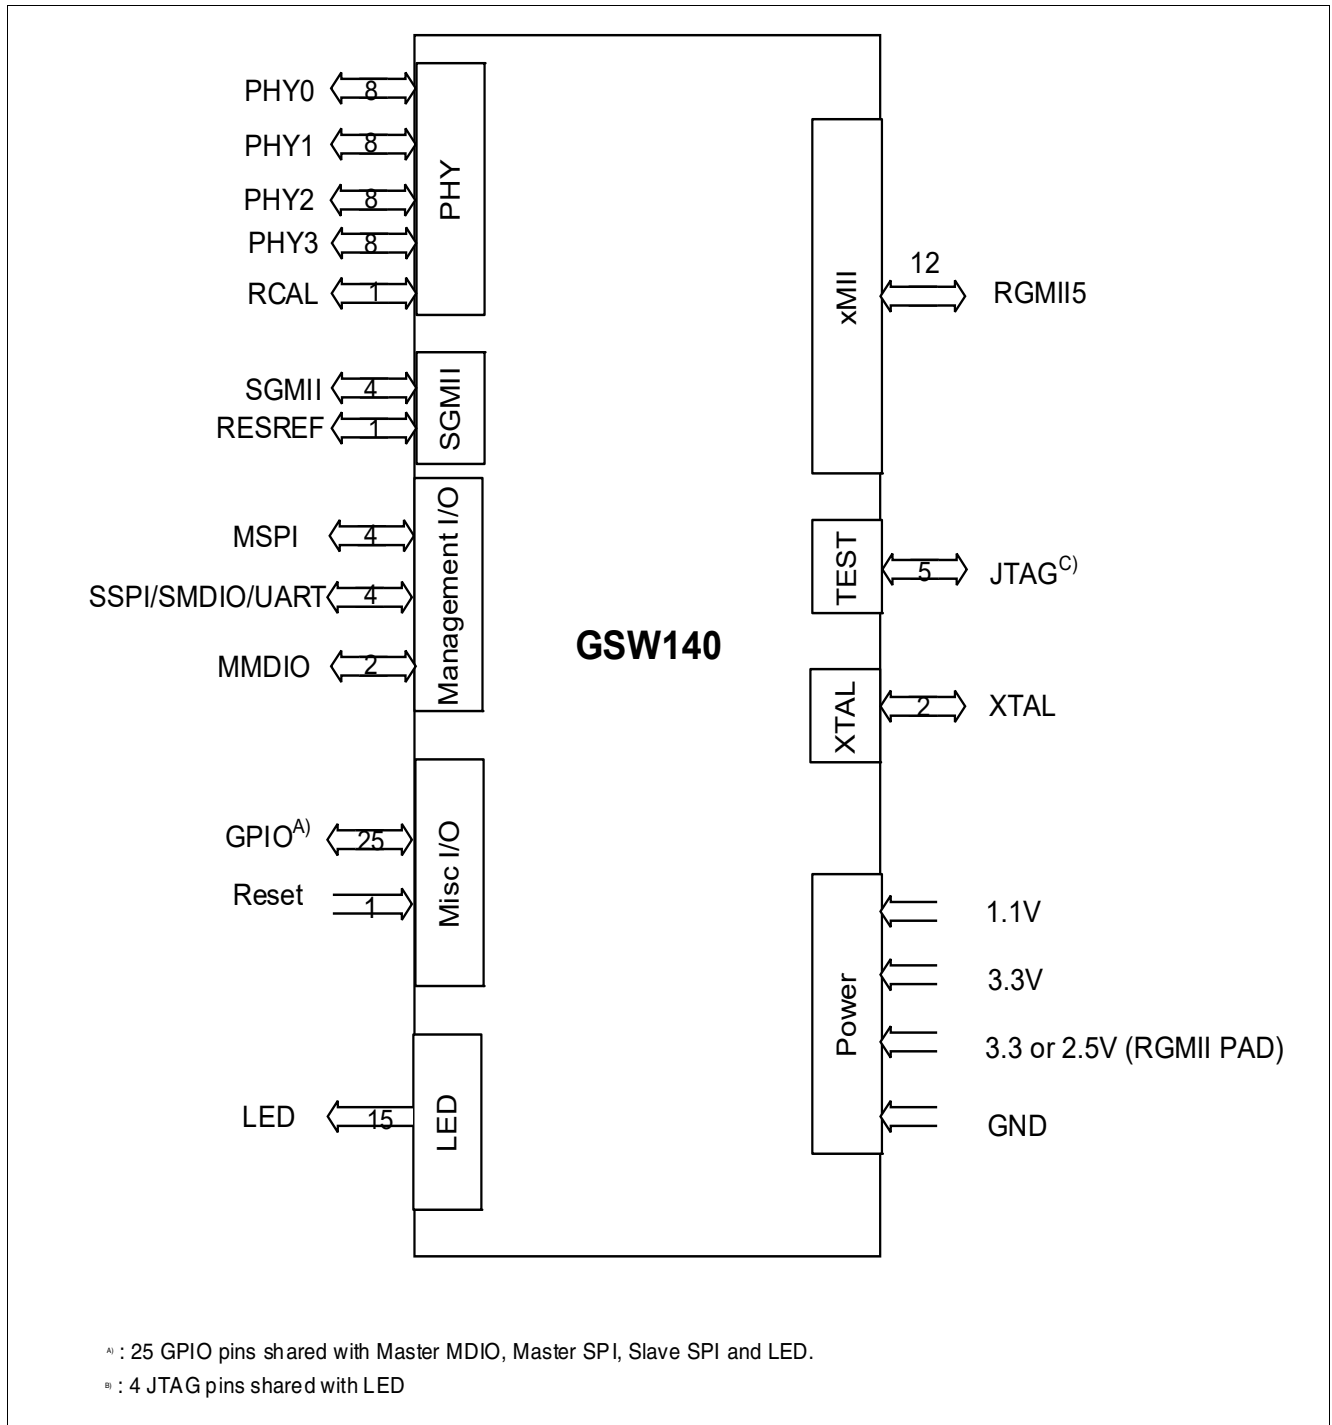 PHY0
8
PHY1
8
PHY2
8
PHY3
8
RCAL
1
PHY
SGMII
4
RESREF
1
SGMII
MSPI
4
SSPI/SMDIO/UART
4
MMDIO
2
Management I/O
GPIO A)
25
Reset
1
Misc I/O
LED
15
LED
GSW140
xMII
12
RGMII5
TEST
5
JTAG C)
XTAL
2
XTAL
Power
1.1V
3.3V
3.3 or 2.5V (RGMII PAD)
GND
A) : 25 GPIO pins shared with Master MDIO, Master SPI, Slave SPI and LED.
B) : 4 JTAG pins shared with LED